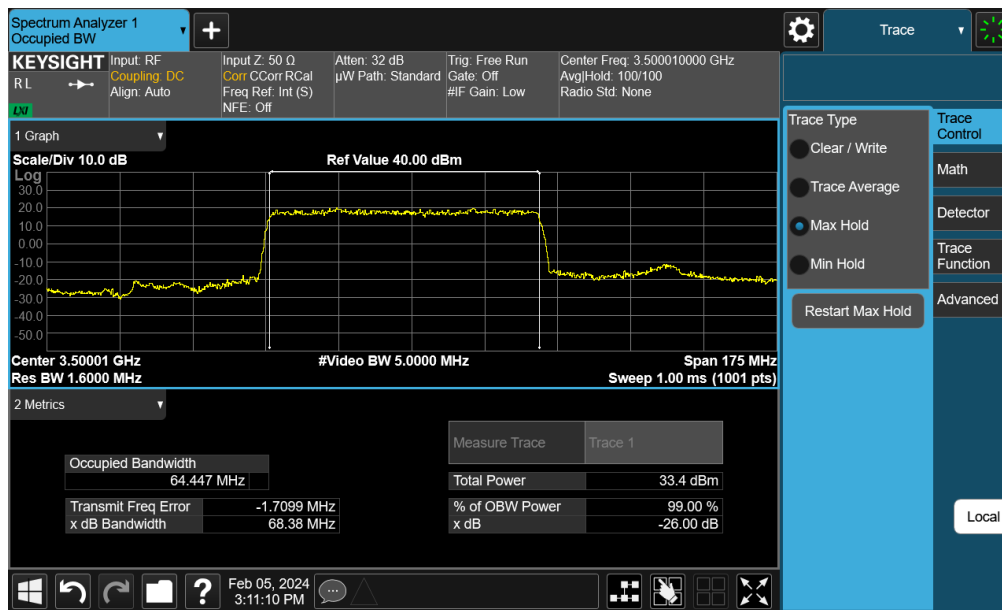 Spectrum Analyzer 1
Occupied BW
+
Trace
KEYSIGHT
R L
LXI
Input: RF
Coupling: DC
Align: Auto
Input Z: 50 Ω
Corr CCorr RCal
Freq Ref: Int (S)
NFE: Off
Atten: 32 dB
µW Path: Standard
Trig: Free Run
Gate: Off
#IF Gain: Low
Center Freq: 3.500010000 GHz
Avg|Hold: 100/100
Radio Std: None
1 Graph
Scale/Div 10.0 dB
Ref Value 40.00 dBm
Log
30.0
20.0
10.0
0.00
-10.0
-20.0
-30.0
-40.0
-50.0
Center 3.50001 GHz
#Video BW 5.0000 MHz
Span 175 MHz
Res BW 1.6000 MHz
Sweep 1.00 ms (1001 pts)
2 Metrics
Measure Trace Trace 1
Occupied Bandwidth
64.447 MHz
Total Power 33.4 dBm
Transmit Freq Error -1.7099 MHz
% of OBW Power 99.00 %
x dB Bandwidth 68.38 MHz
x dB -26.00 dB
Trace Type
Clear / Write
Trace Average
Max Hold
Min Hold
Restart Max Hold
Trace
Control
Math
Detector
Trace
Function
Advanced
Local
?
Feb 05, 2024
3:11:10 PM